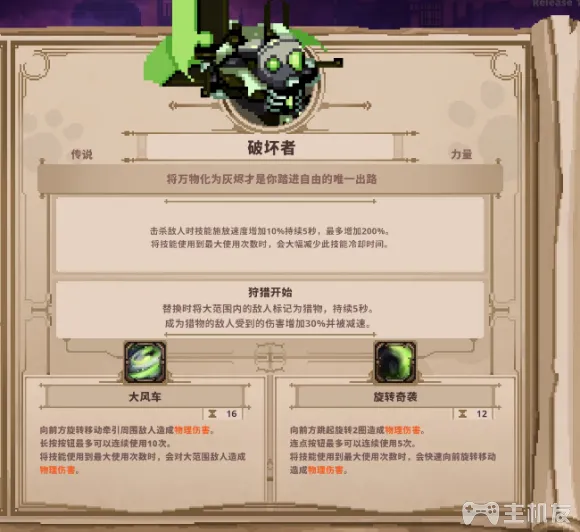 Release
破坏者
传说
力量
将万物化为灰烬才是你踏进自由的唯一出路
击杀敌人时技能施放速度增加10%持续5秒，最多增加200%。
将技能使用到最大使用次数时，会大幅减少此技能冷却时间。
狩猎开始
替换时将大范围内的敌人标记为猎物，持续5秒。
成为猎物的敌人受到的伤害增加30%并被减速。
大风车
16
向前方旋转移动牵引周围敌人造成物理伤害。
长按按钮最多可以连续使用10次。
将技能使用到最大使用次数时，会对大范围敌人造成
物理伤害。
旋转奇袭
12
向前方跳起旋转2圈造成物理伤害。
连点按钮最多可以连续使用5次。
将技能使用到最大使用次数时，会快速向前旋转移动
造成物理伤害。
主机友